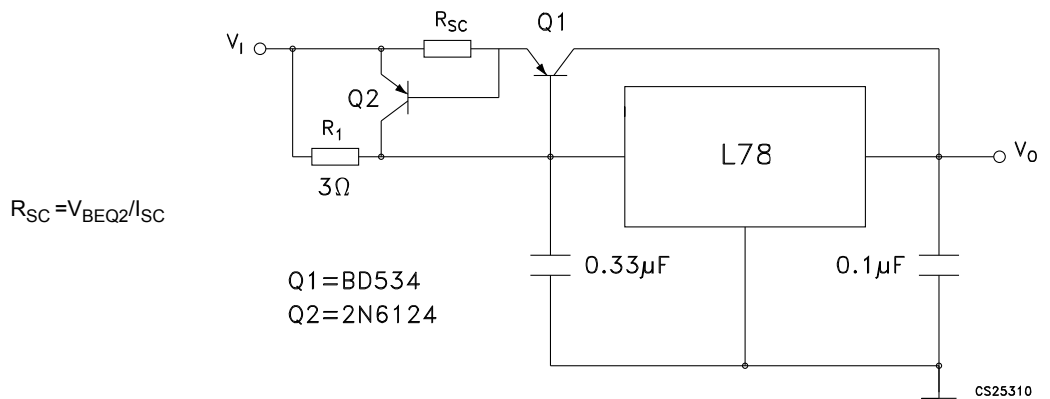 R_SC Q1
V_I
Q2
R_1
3Ω
L78
V_O
R_SC =V_BEQ2/I_SC
0.33µF
0.1µF
Q1=BD534
Q2=2N6124
CS25310